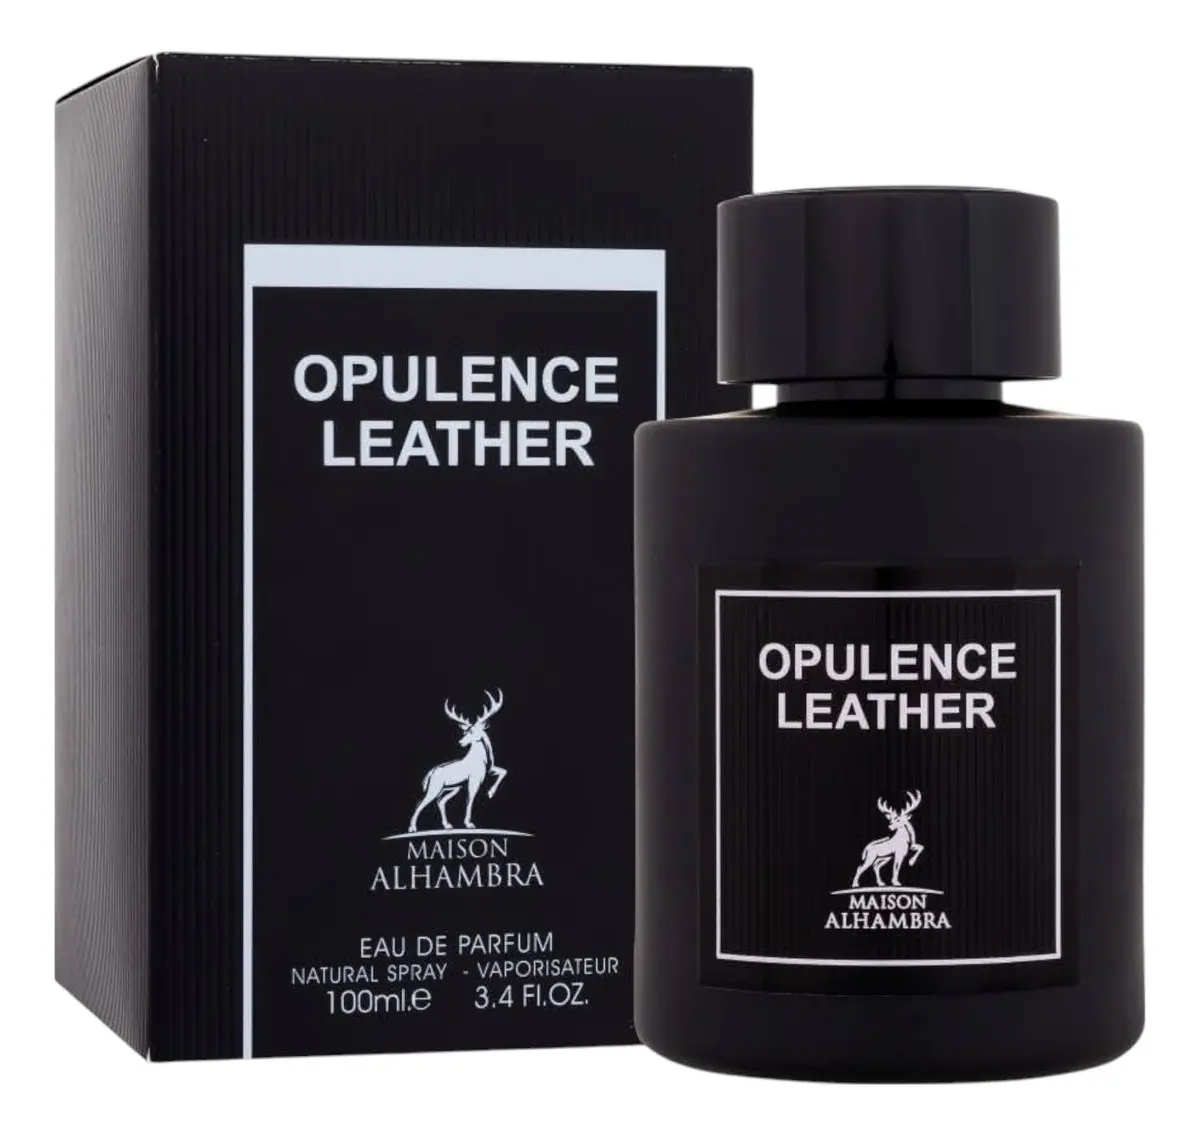 OPULENCE
LEATHER
MAISON
ALHAMBRA
EAU DE PARFUM
NATURAL SPRAY - VAPORISATEUR
100ml.e 3.4 Fl.OZ.
OPULENCE
LEATHER
MAISON
ALHAMBRA